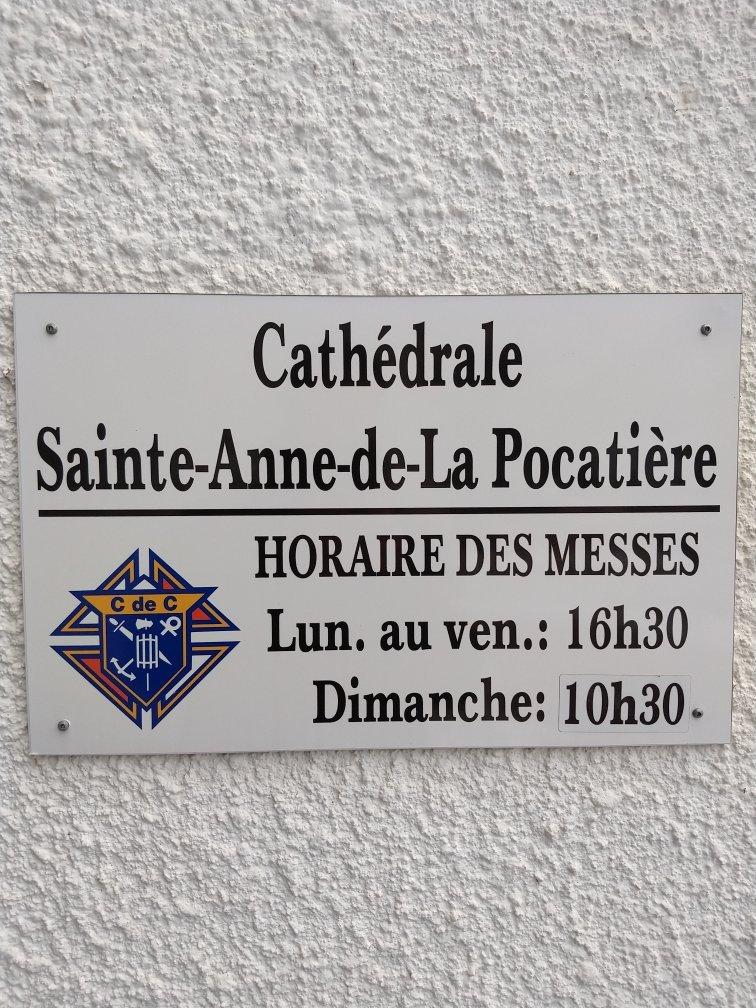 Cathédrale
Sainte-Anne-de-La Pocatière
HORAIRE DES MESSES
C de C
Lun. au ven.: 16h30
Dimanche: 10h30